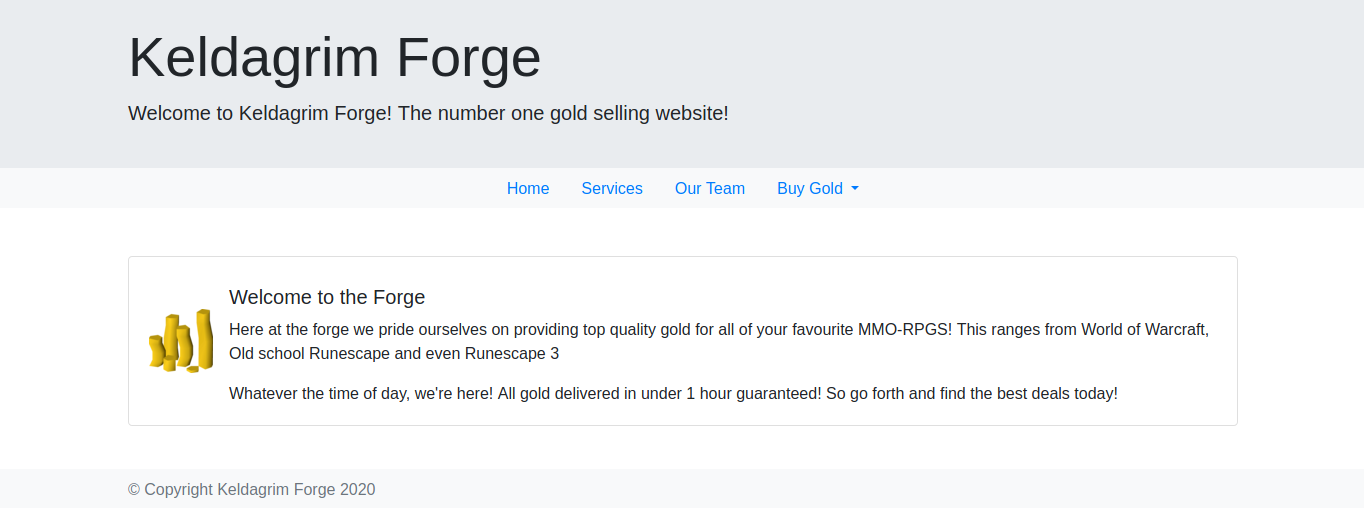 Keldagrim Forge
Welcome to Keldagrim Forge! The number one gold selling website!
Home Services Our Team Buy Gold
Welcome to the Forge
Here at the forge we pride ourselves on providing top quality gold for all of your favourite MMO-RPGS! This ranges from World of Warcraft,
Old school Runescape and even Runescape 3
Whatever the time of day, we're here! All gold delivered in under 1 hour guaranteed! So go forth and find the best deals today!
© Copyright Keldagrim Forge 2020